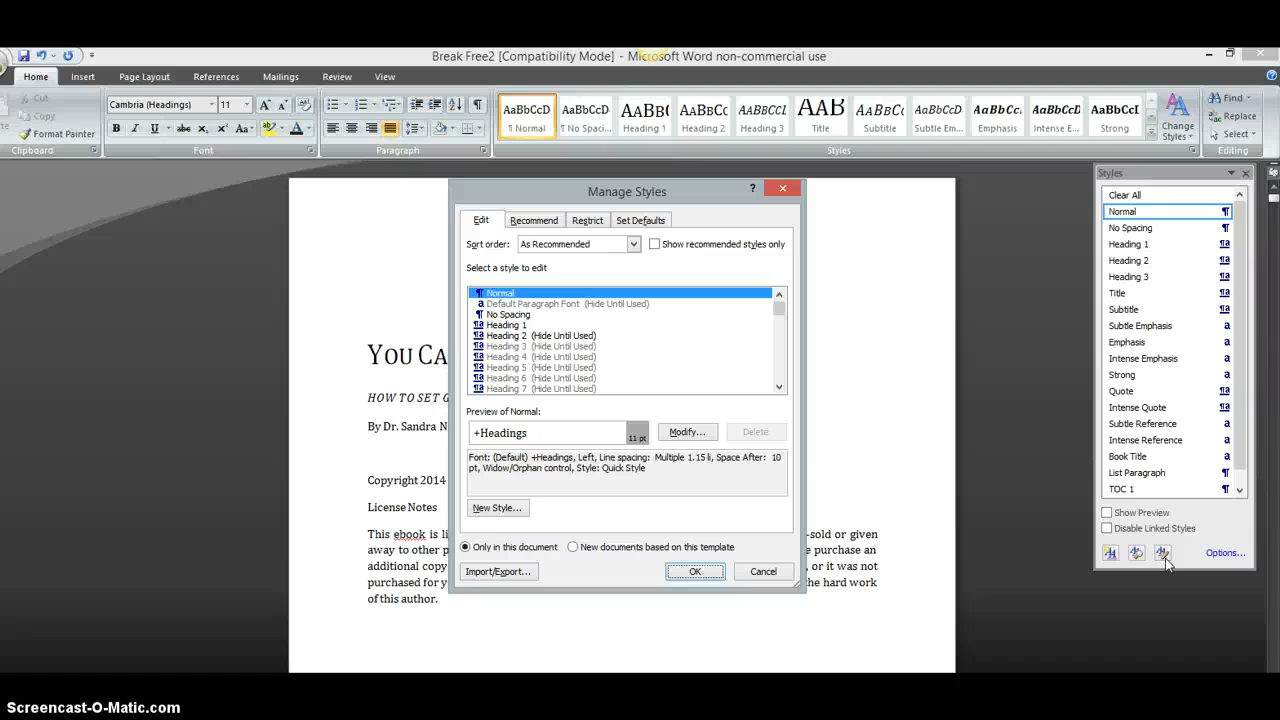 Break Free2 [Compatibility Mode] - Microsoft Word non-commercial use
Home Insert Page Layout References Mailings Review View
Cut
Copy
Format Painter
Clipboard
Cambria (Headings) 11
Font
Paragraph
AaBbCcD AaBbCcD AaBbC AaBbCc AaBbCcI AAB AaBbCc AaBbCcD AaBbCcD AaBbCcD AaBbCcI
¶ Normal ¶ No Spaci... Heading 1 Heading 2 Heading 3 Title Subtitle Subtle Em... Emphasis Intense E... Strong
Styles
Change
Styles
Find
Replace
Select
Editing
YOU CA
HOW TO SET G
By Dr. Sandra N
Copyright 2014
License Notes
This ebook is li
-sold or given
away to other p
e purchase an
additional copy
, or it was not
purchased for y
the hard work
of this author.
Manage Styles
Edit Recommend Restrict Set Defaults
Sort order: As Recommended Show recommended styles only
Select a style to edit
Normal
Default Paragraph Font (Hide Until Used)
No Spacing
Heading 1
Heading 2 (Hide Until Used)
Heading 3 (Hide Until Used)
Heading 4 (Hide Until Used)
Heading 5 (Hide Until Used)
Heading 6 (Hide Until Used)
Heading 7 (Hide Until Used)
Preview of Normal:
+Headings
11 pt
Modify... Delete
Font: (Default) +Headings, Left, Line spacing: Multiple 1.15 li, Space After: 10
pt, Widow/Orphan control, Style: Quick Style
New Style...
Only in this document New documents based on this template
Import/Export... OK Cancel
Styles
Clear All
Normal
No Spacing
Heading 1
Heading 2
Heading 3
Title
Subtitle
Subtle Emphasis
Emphasis
Intense Emphasis
Strong
Quote
Intense Quote
Subtle Reference
Intense Reference
Book Title
List Paragraph
TOC 1
Show Preview
Disable Linked Styles
Options...
Screencast-O-Matic.com